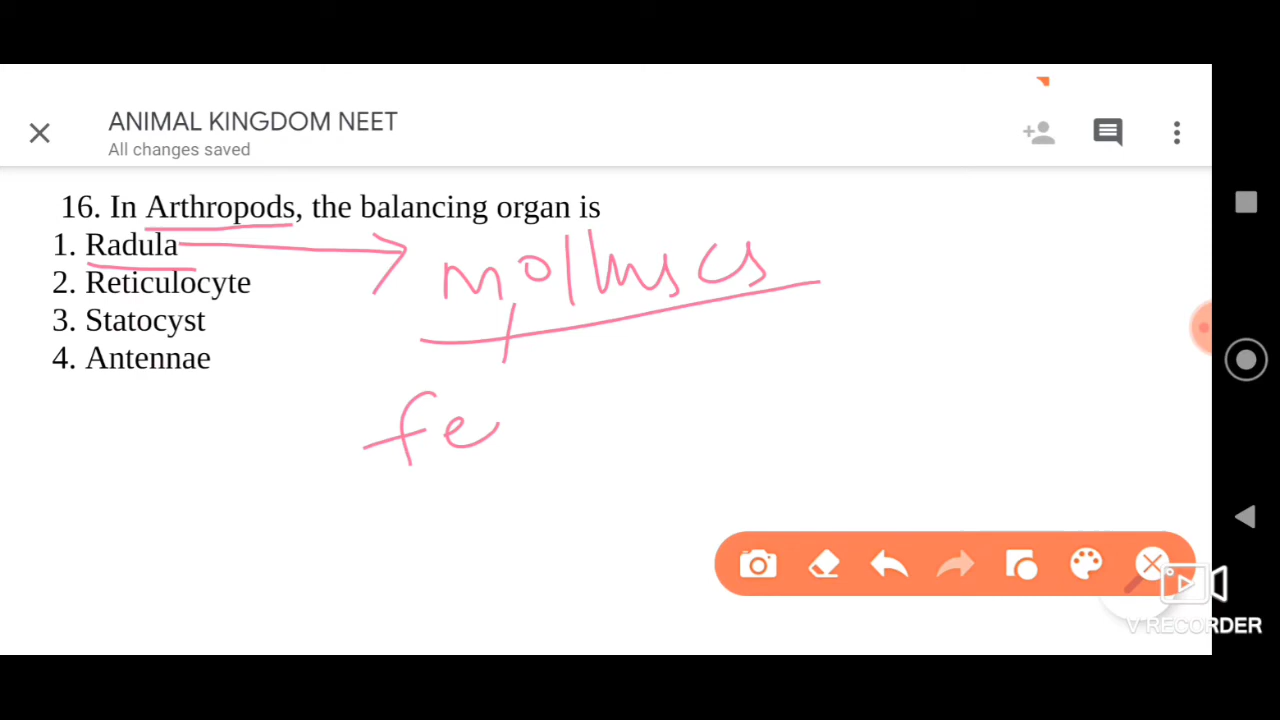 ANIMAL KINGDOM NEET
All changes saved
16. In Arthropods, the balancing organ is
1. Radula
molluscs
2. Reticulocyte
3. Statocyst
4. Antennae
fe
V RECORDER